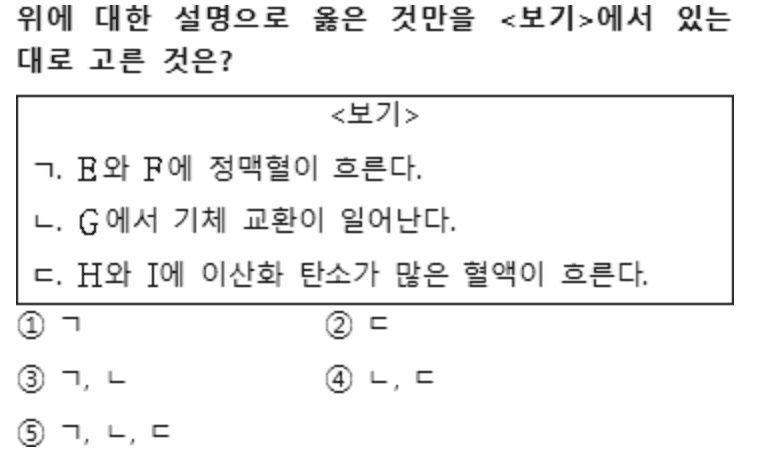 위에 대한 설명으로 옳은 것만을 <보기>에서 있는
대로 고른 것은?
<보기>
ㄱ. E와 F에 정맥혈이 흐른다.
ㄴ. G에서 기체 교환이 일어난다.
ㄷ. H와 I에 이산화 탄소가 많은 혈액이 흐른다.
① ㄱ ② ㄷ
③ ㄱ, ㄴ ④ ㄴ, ㄷ
⑤ ㄱ, ㄴ, ㄷ